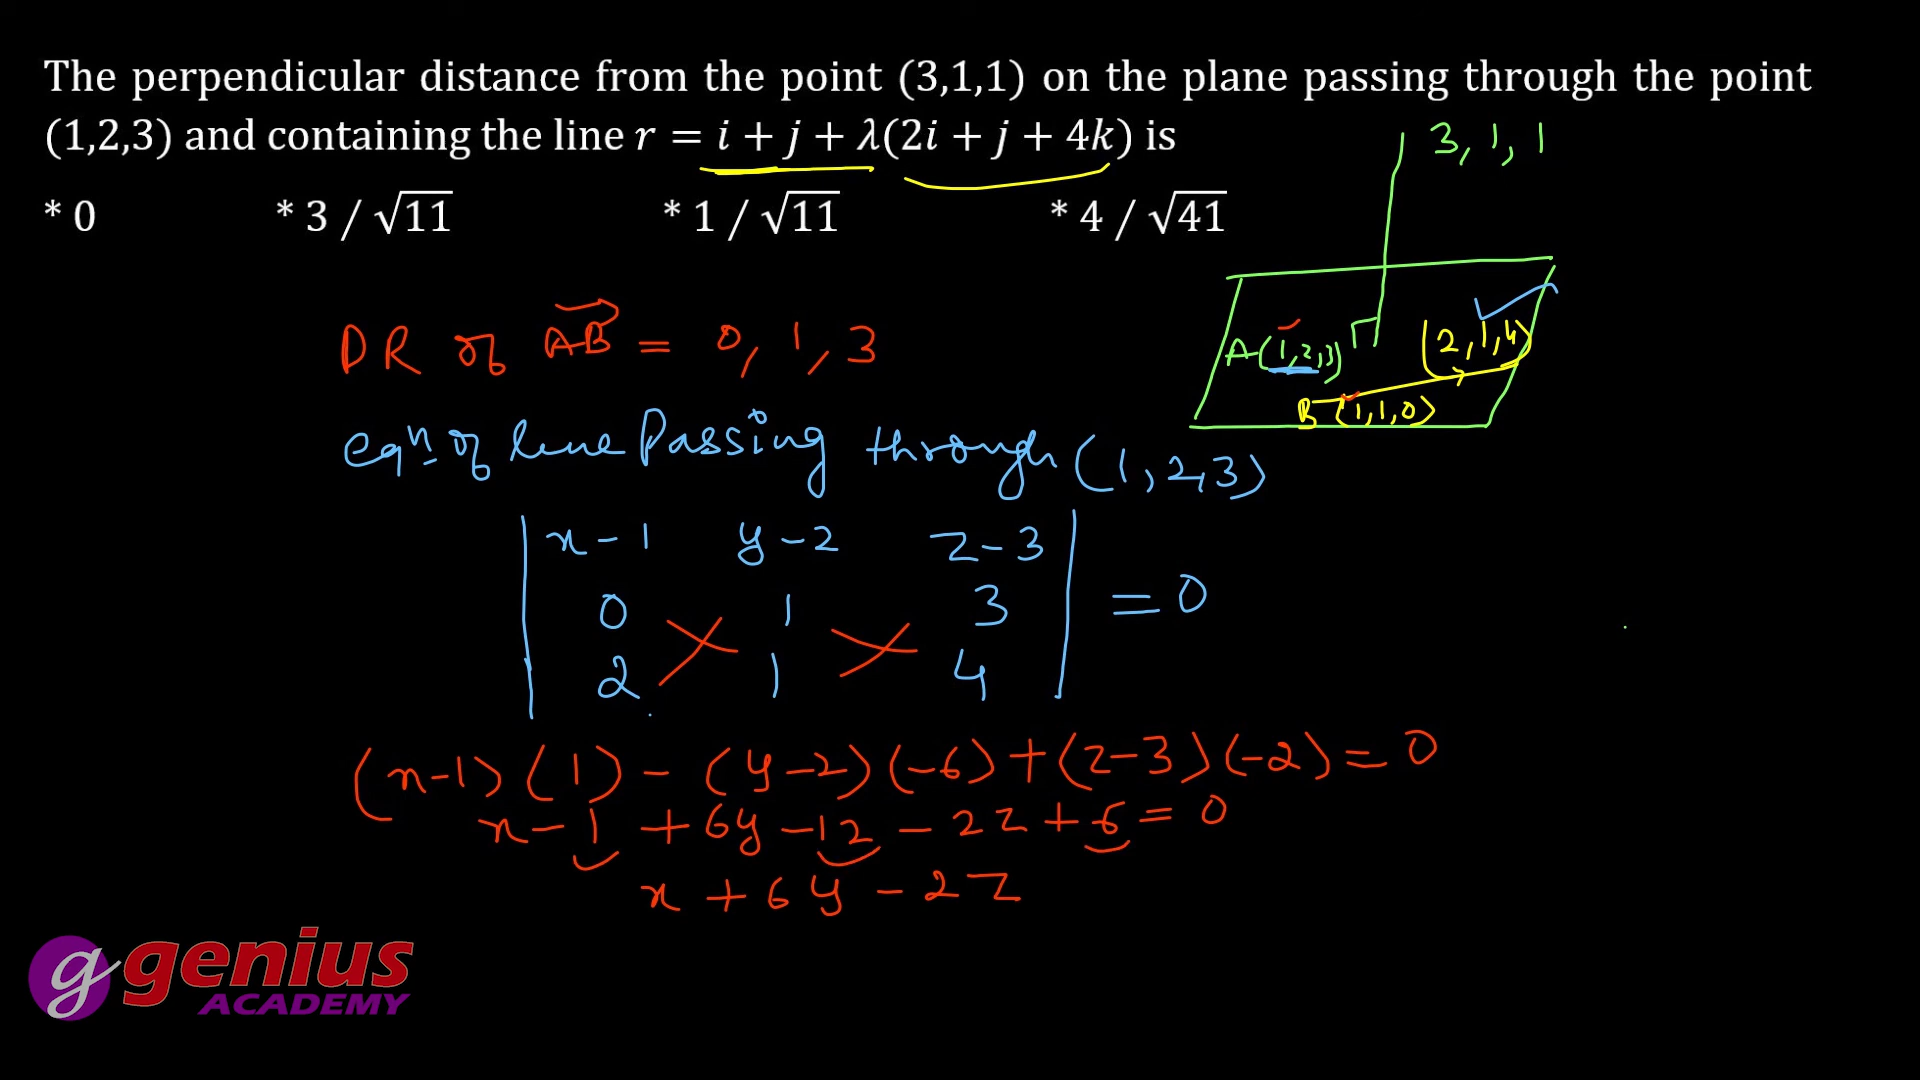 The perpendicular distance from the point (3,1,1) on the plane passing through the point
(1,2,3) and containing the line r = i + j + λ(2i + j + 4k) is
3, 1, 1
* 0 * 3 / √11 * 1 / √11 * 4 / √41
A(1,2,3) (2,1,4)
B (1,1,0)
DR of AB = 0, 1, 3
eqn of line Passing through (1,2,3)
x-1 y-2 z-3
0 1 3 = 0
2 1 4
(x-1)(1) - (y-2)(-6) + (z-3)(-2) = 0
x - 1 + 6y - 12 - 2z + 6 = 0
x + 6y - 2z
g genius
ACADEMY